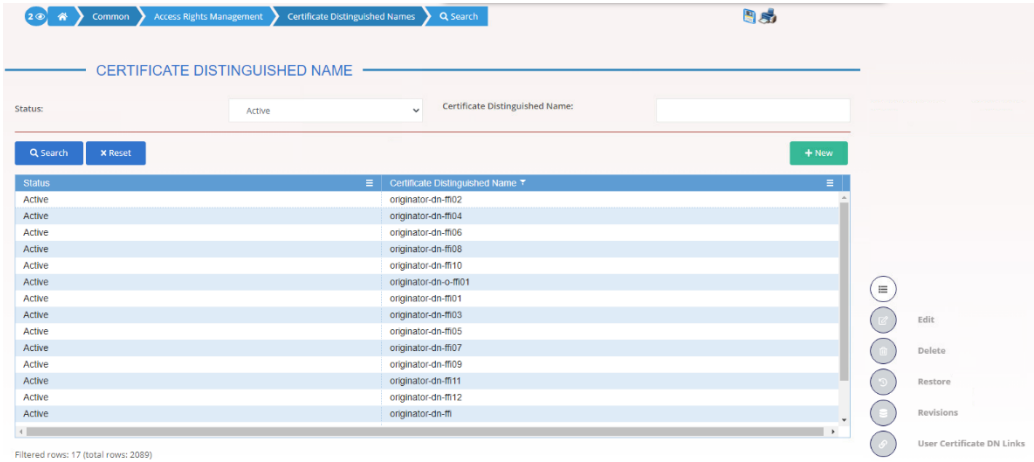 2 Common Access Rights Management Certificate Distinguished Names Search
CERTIFICATE DISTINGUISHED NAME
Status: Active Certificate Distinguished Name:
Search Reset New
Status Certificate Distinguished Name
Active originator-dn-ffi02
Active originator-dn-ffi04
Active originator-dn-ffi06
Active originator-dn-ffi08
Active originator-dn-ffi10
Active originator-dn-o-ffi01
Active originator-dn-ffi01
Active originator-dn-ffi03
Active originator-dn-ffi05
Active originator-dn-ffi07
Active originator-dn-ffi09
Active originator-dn-ffi11
Active originator-dn-ffi12
Active originator-dn-ffi
Filtered rows: 17 (total rows: 2089)
Edit
Delete
Restore
Revisions
User Certificate DN Links